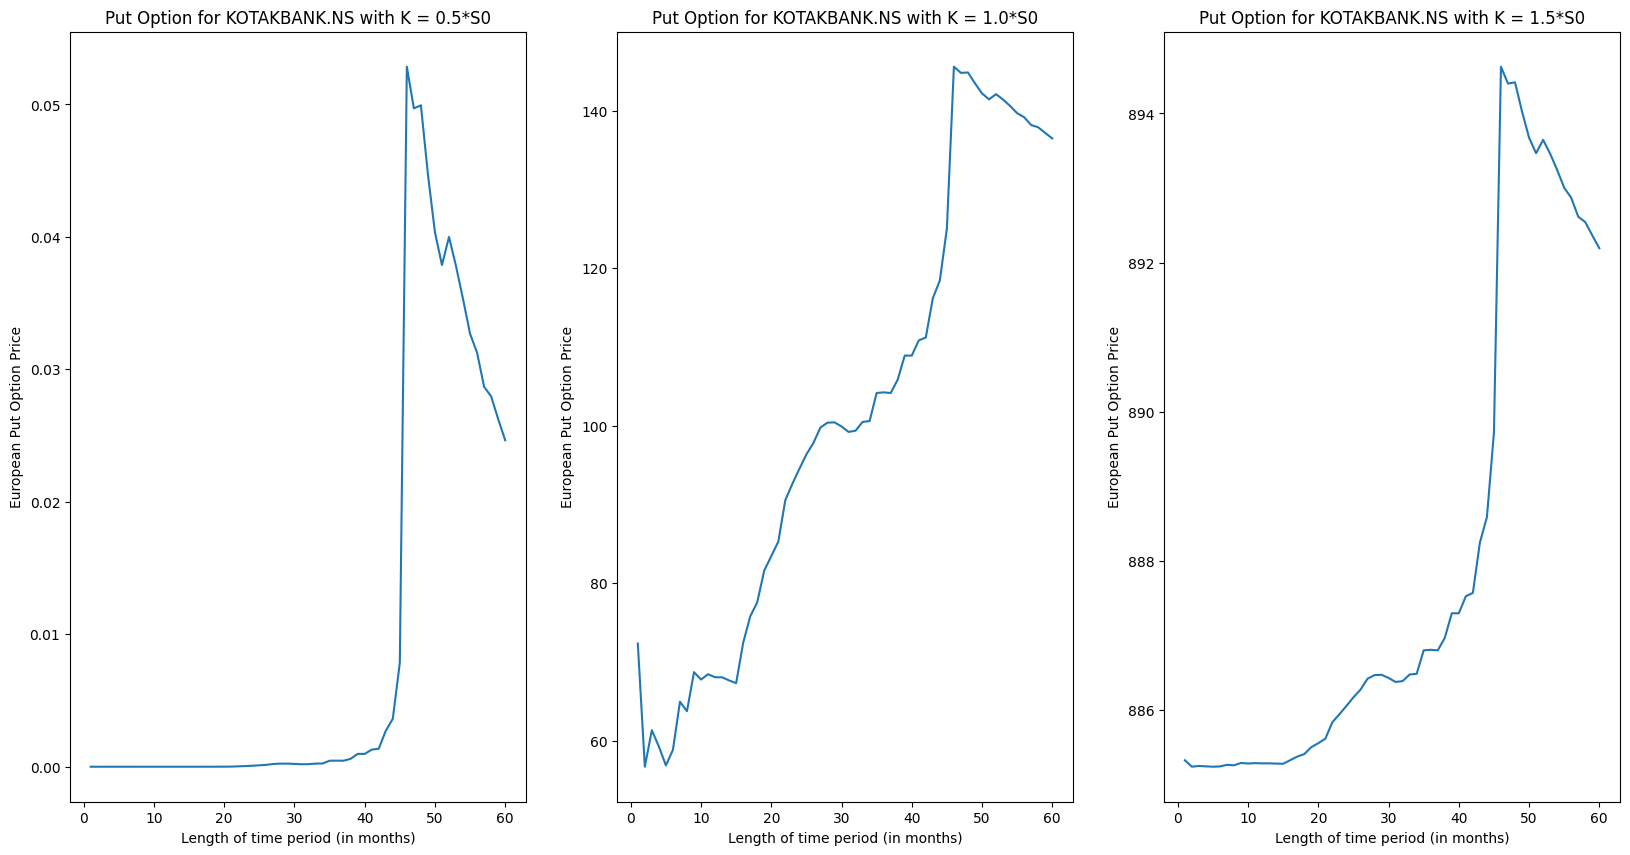 Put Option for KOTAKBANK.NS with K = 0.5*S0
European Put Option Price
0.05
0.04
0.03
0.02
0.01
0.00
0 10 20 30 40 50 60
Length of time period (in months)
Put Option for KOTAKBANK.NS with K = 1.0*S0
European Put Option Price
140
120
100
80
60
0 10 20 30 40 50 60
Length of time period (in months)
Put Option for KOTAKBANK.NS with K = 1.5*S0
European Put Option Price
894
892
890
888
886
0 10 20 30 40 50 60
Length of time period (in months)